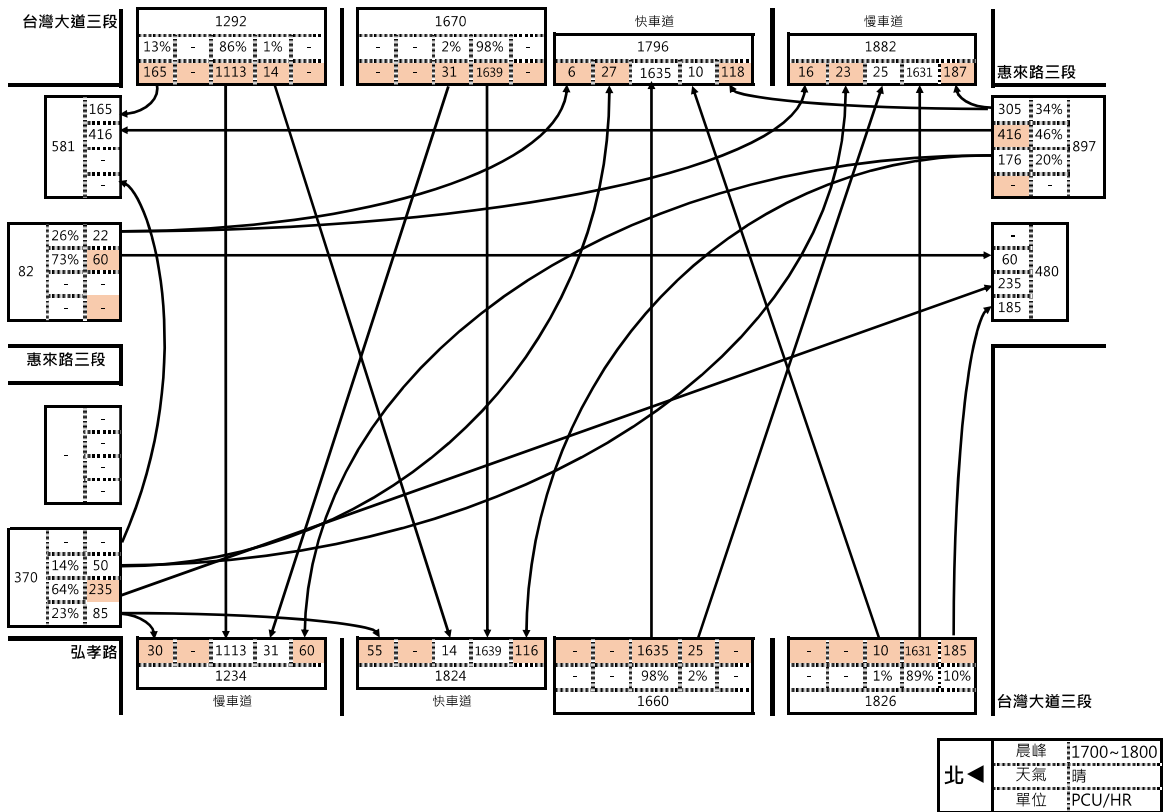 台灣大道三段
1292
13% - 86% 1% -
165 - 1113 14 -
1670
- - 2% 98% -
- - 31 1639 -
快車道
1796
6 27 1635 10 118
慢車道
1882
16 23 25 1631 187
惠來路三段
581
165
416
-
-
305 34%
416 46%
176 20%
- -
897
82
26% 22
73% 60
- -
- -
-
60
235
185
480
惠來路三段
-
-
-
-
-
370
- -
14% 50
64% 235
23% 85
弘孝路
30 - 1113 31 60
1234
慢車道
55 - 14 1639 116
1824
快車道
- - 1635 25 -
- - 98% 2% -
1660
- - 10 1631 185
- - 1% 89% 10%
1826
台灣大道三段
北
晨峰 1700~1800
天氣 晴
單位 PCU/HR